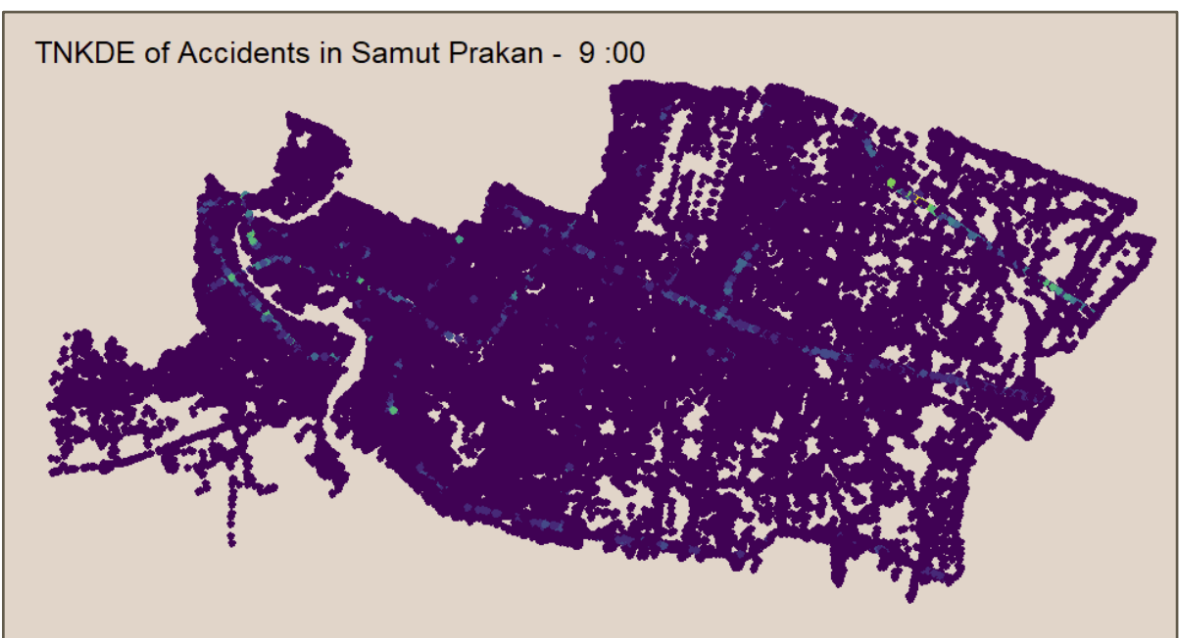 TNKDE of Accidents in Samut Prakan -  9 :00